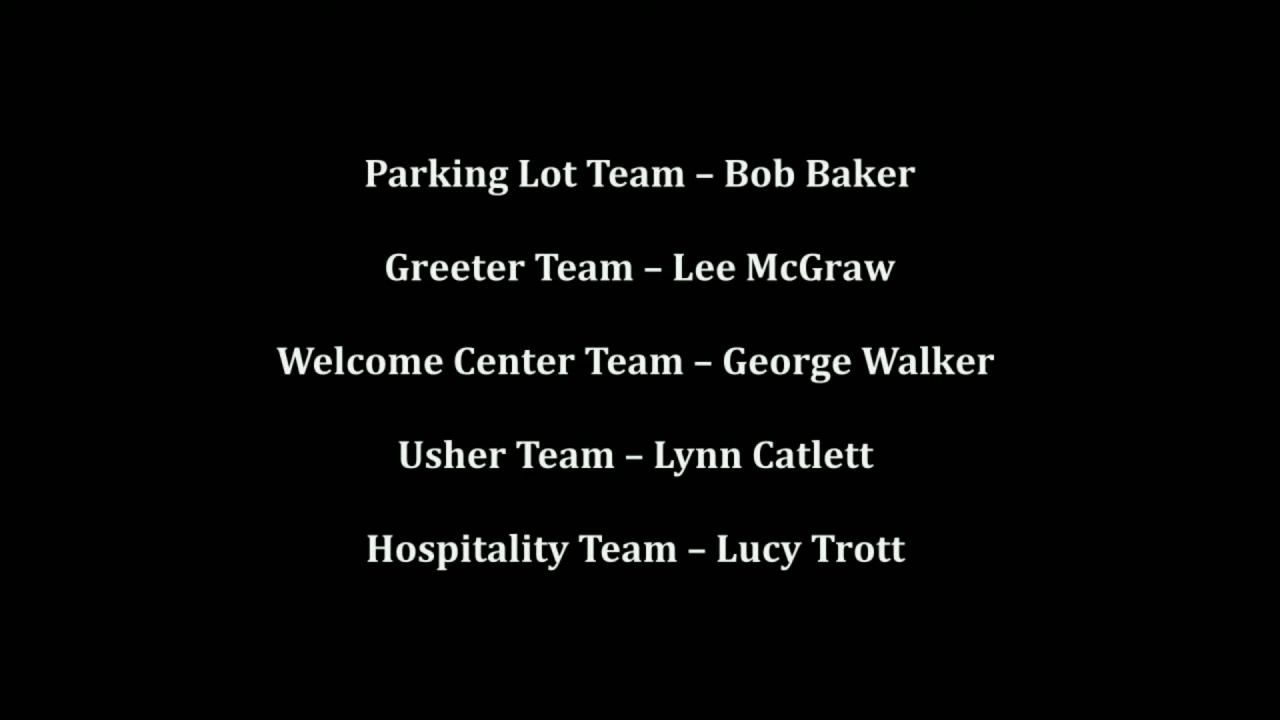 Parking Lot Team – Bob Baker
Greeter Team – Lee McGraw
Welcome Center Team – George Walker
Usher Team – Lynn Catlett
Hospitality Team – Lucy Trott